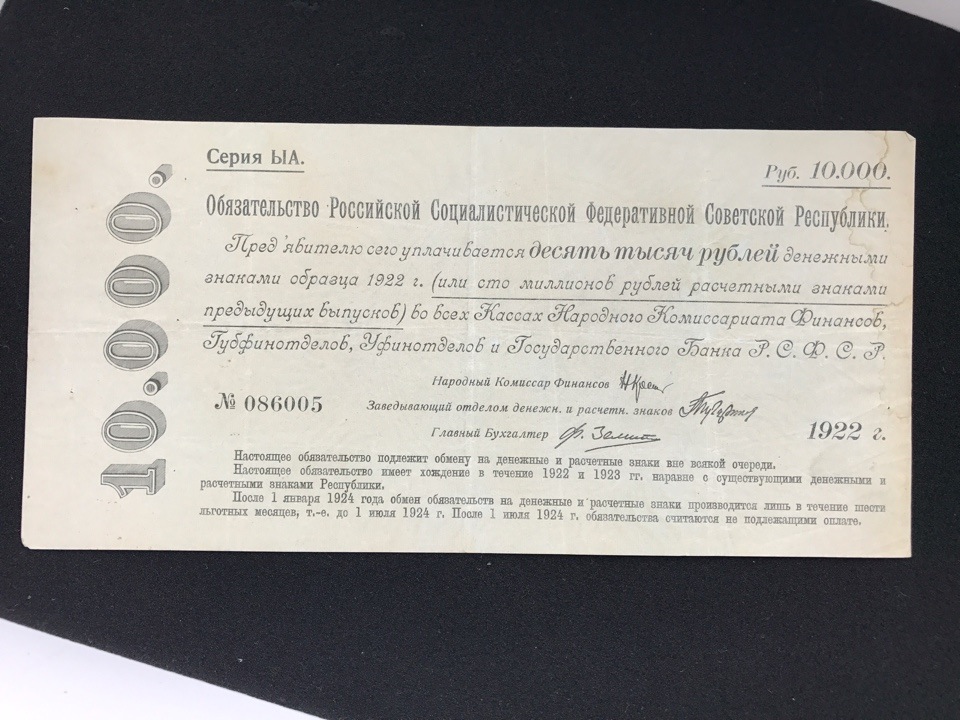 Серия ЫА.
Руб. 10.000.
10.000.
Обязательство Российской Социалистической Федеративной Советской Республики.
Пред'явителю сего уплачивается десять тысяч рублей денежными
знаками образца 1922 г. (или сто миллионов рублей расчетными знаками
предыдущих выпусков) во всех Кассах Народного Комиссариата Финансов,
Губфинотделов, Уфинотделов и Государственного Банка Р. С. Ф. С. Р.
Народный Комиссар Финансов
№ 086005
Заведывающий отделом денежн. и расчетн. знаков
Главный Бухгалтер
1922 г.
Настоящее обязательство подлежит обмену на денежные и расчетные знаки вне всякой очереди.
Настоящее обязательство имеет хождение в течение 1922 и 1923 гг. наравне с существующими денежными и
расчетными знаками Республики.
После 1 января 1924 года обмен обязательств на денежные и расчетные знаки производится лишь в течение шести
льготных месяцев, т.-е. до 1 июля 1924 г. После 1 июля 1924 г. обязательства считаются не подлежащими оплате.